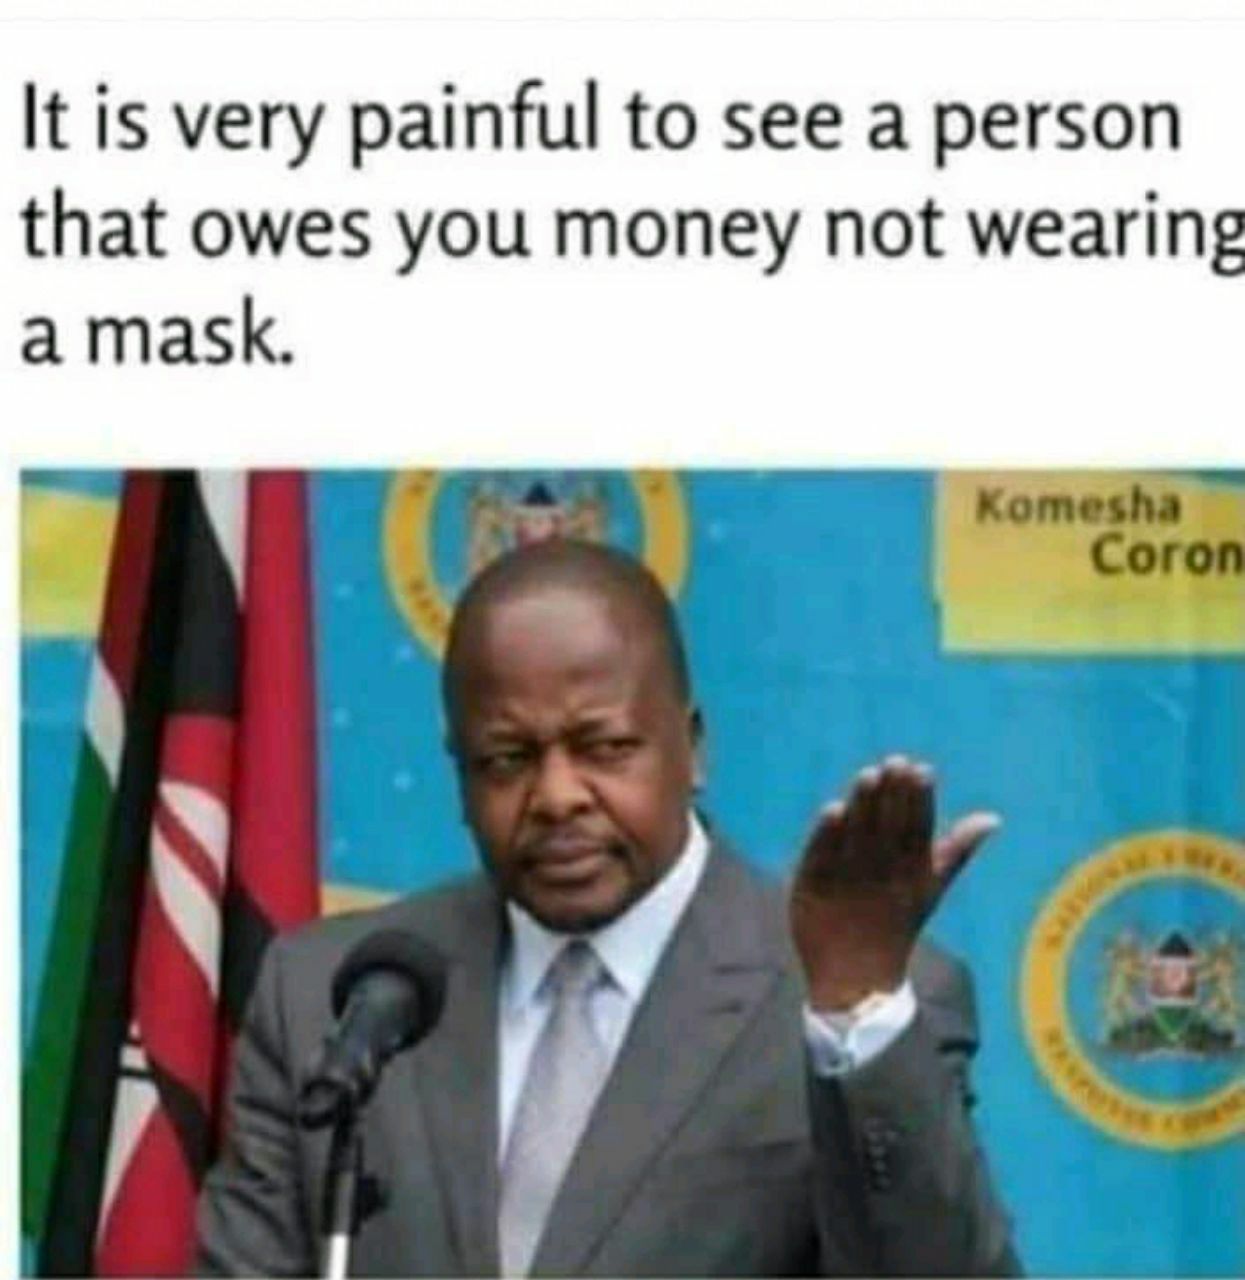 It is very painful to see a person
that owes you money not wearing
a mask.
Komesha
Coron